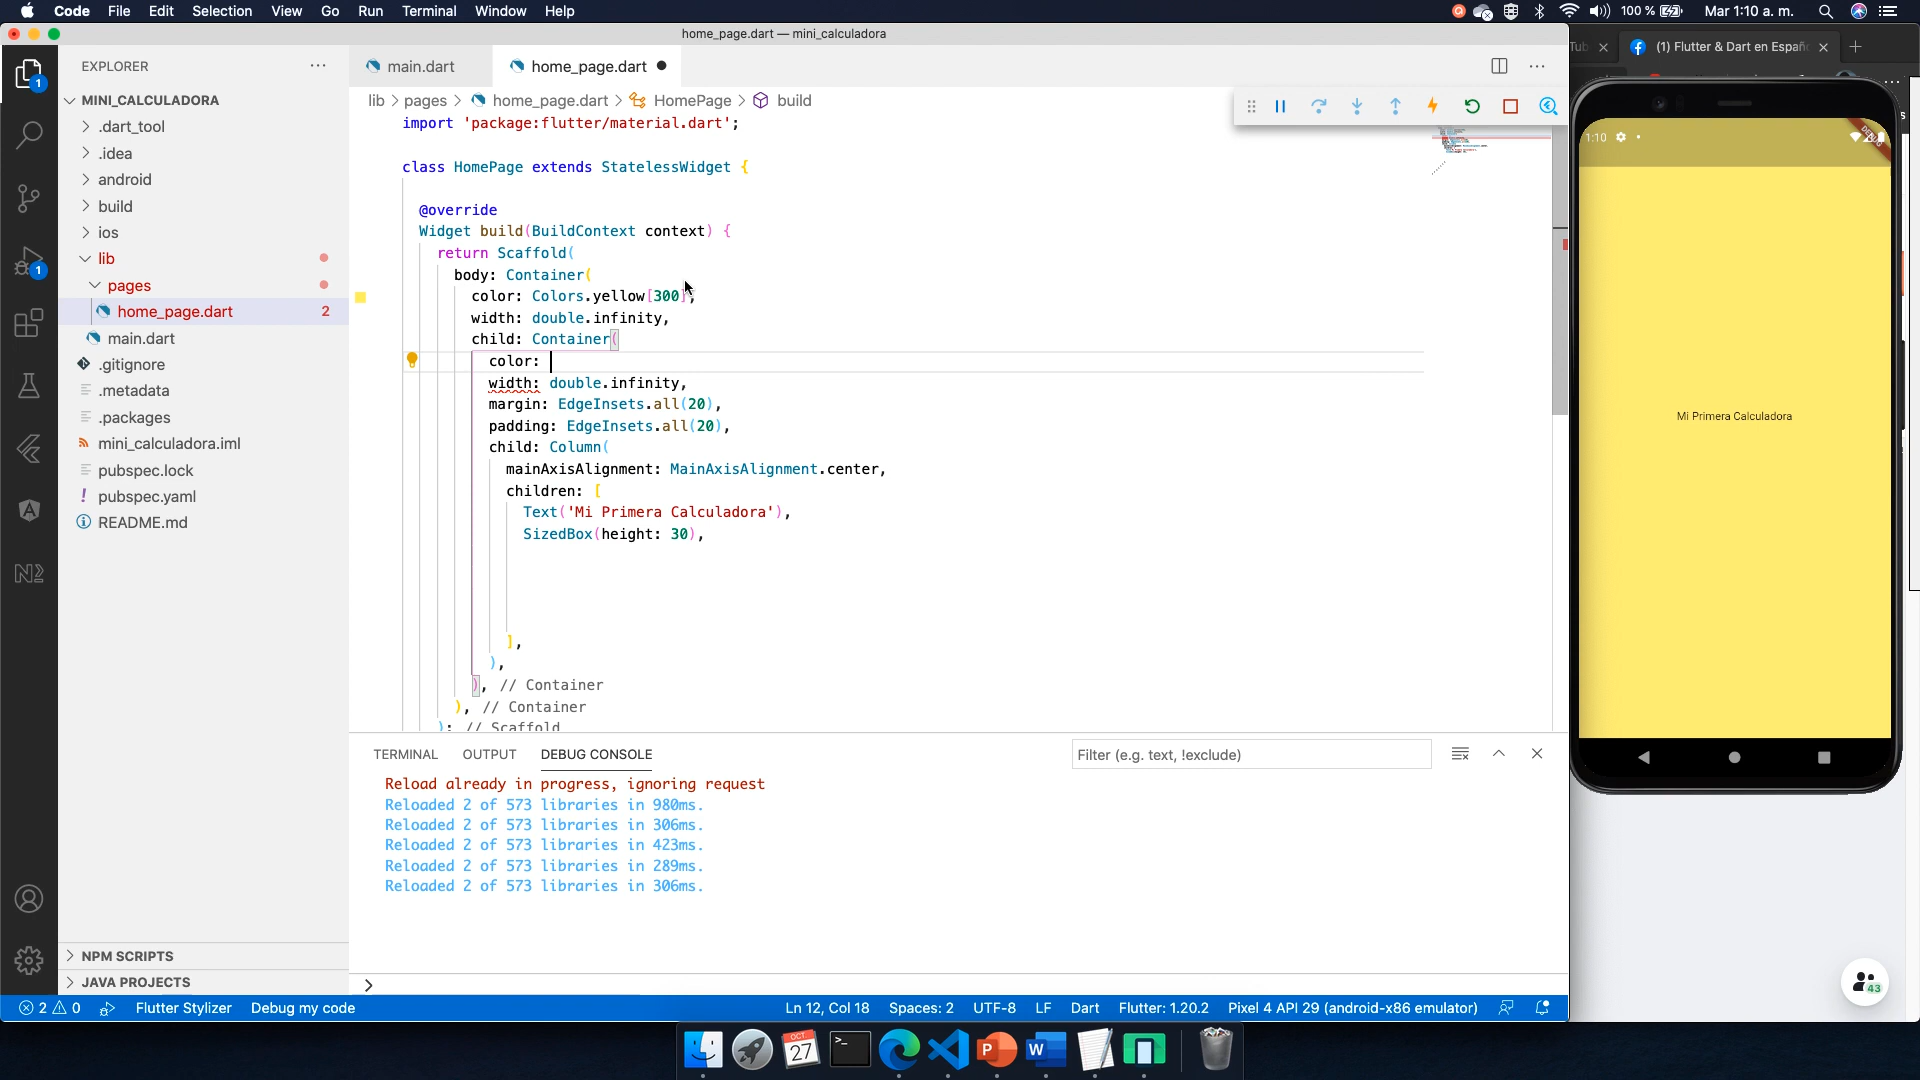 Code File Edit Selection View Go Run Terminal Window Help 100 % Mar 1:10 a. m.
home_page.dart — mini_calculadora
(1) Flutter & Dart en Españ
EXPLORER
main.dart
home_page.dart
MINI_CALCULADORA
lib > pages > home_page.dart > HomePage > build
.dart_tool
.idea
android
build
ios
lib
pages
home_page.dart 2
main.dart
.gitignore
.metadata
.packages
mini_calculadora.iml
pubspec.lock
pubspec.yaml
README.md
NPM SCRIPTS
JAVA PROJECTS
import 'package:flutter/material.dart';
class HomePage extends StatelessWidget {
@override
Widget build(BuildContext context) {
return Scaffold(
body: Container(
color: Colors.yellow[300],
width: double.infinity,
child: Container(
color:
width: double.infinity,
margin: EdgeInsets.all(20),
padding: EdgeInsets.all(20),
child: Column(
mainAxisAlignment: MainAxisAlignment.center,
children: [
Text('Mi Primera Calculadora'),
SizedBox(height: 30),
],
),
), // Container
), // Container
); // Scaffold
TERMINAL OUTPUT DEBUG CONSOLE
Filter (e.g. text, !exclude)
Reload already in progress, ignoring request
Reloaded 2 of 573 libraries in 980ms.
Reloaded 2 of 573 libraries in 306ms.
Reloaded 2 of 573 libraries in 423ms.
Reloaded 2 of 573 libraries in 289ms.
Reloaded 2 of 573 libraries in 306ms.
2 0 Flutter Stylizer Debug my code Ln 12, Col 18 Spaces: 2 UTF-8 LF Dart Flutter: 1.20.2 Pixel 4 API 29 (android-x86 emulator)
1:10
Mi Primera Calculadora
43
1
1
OCT
27